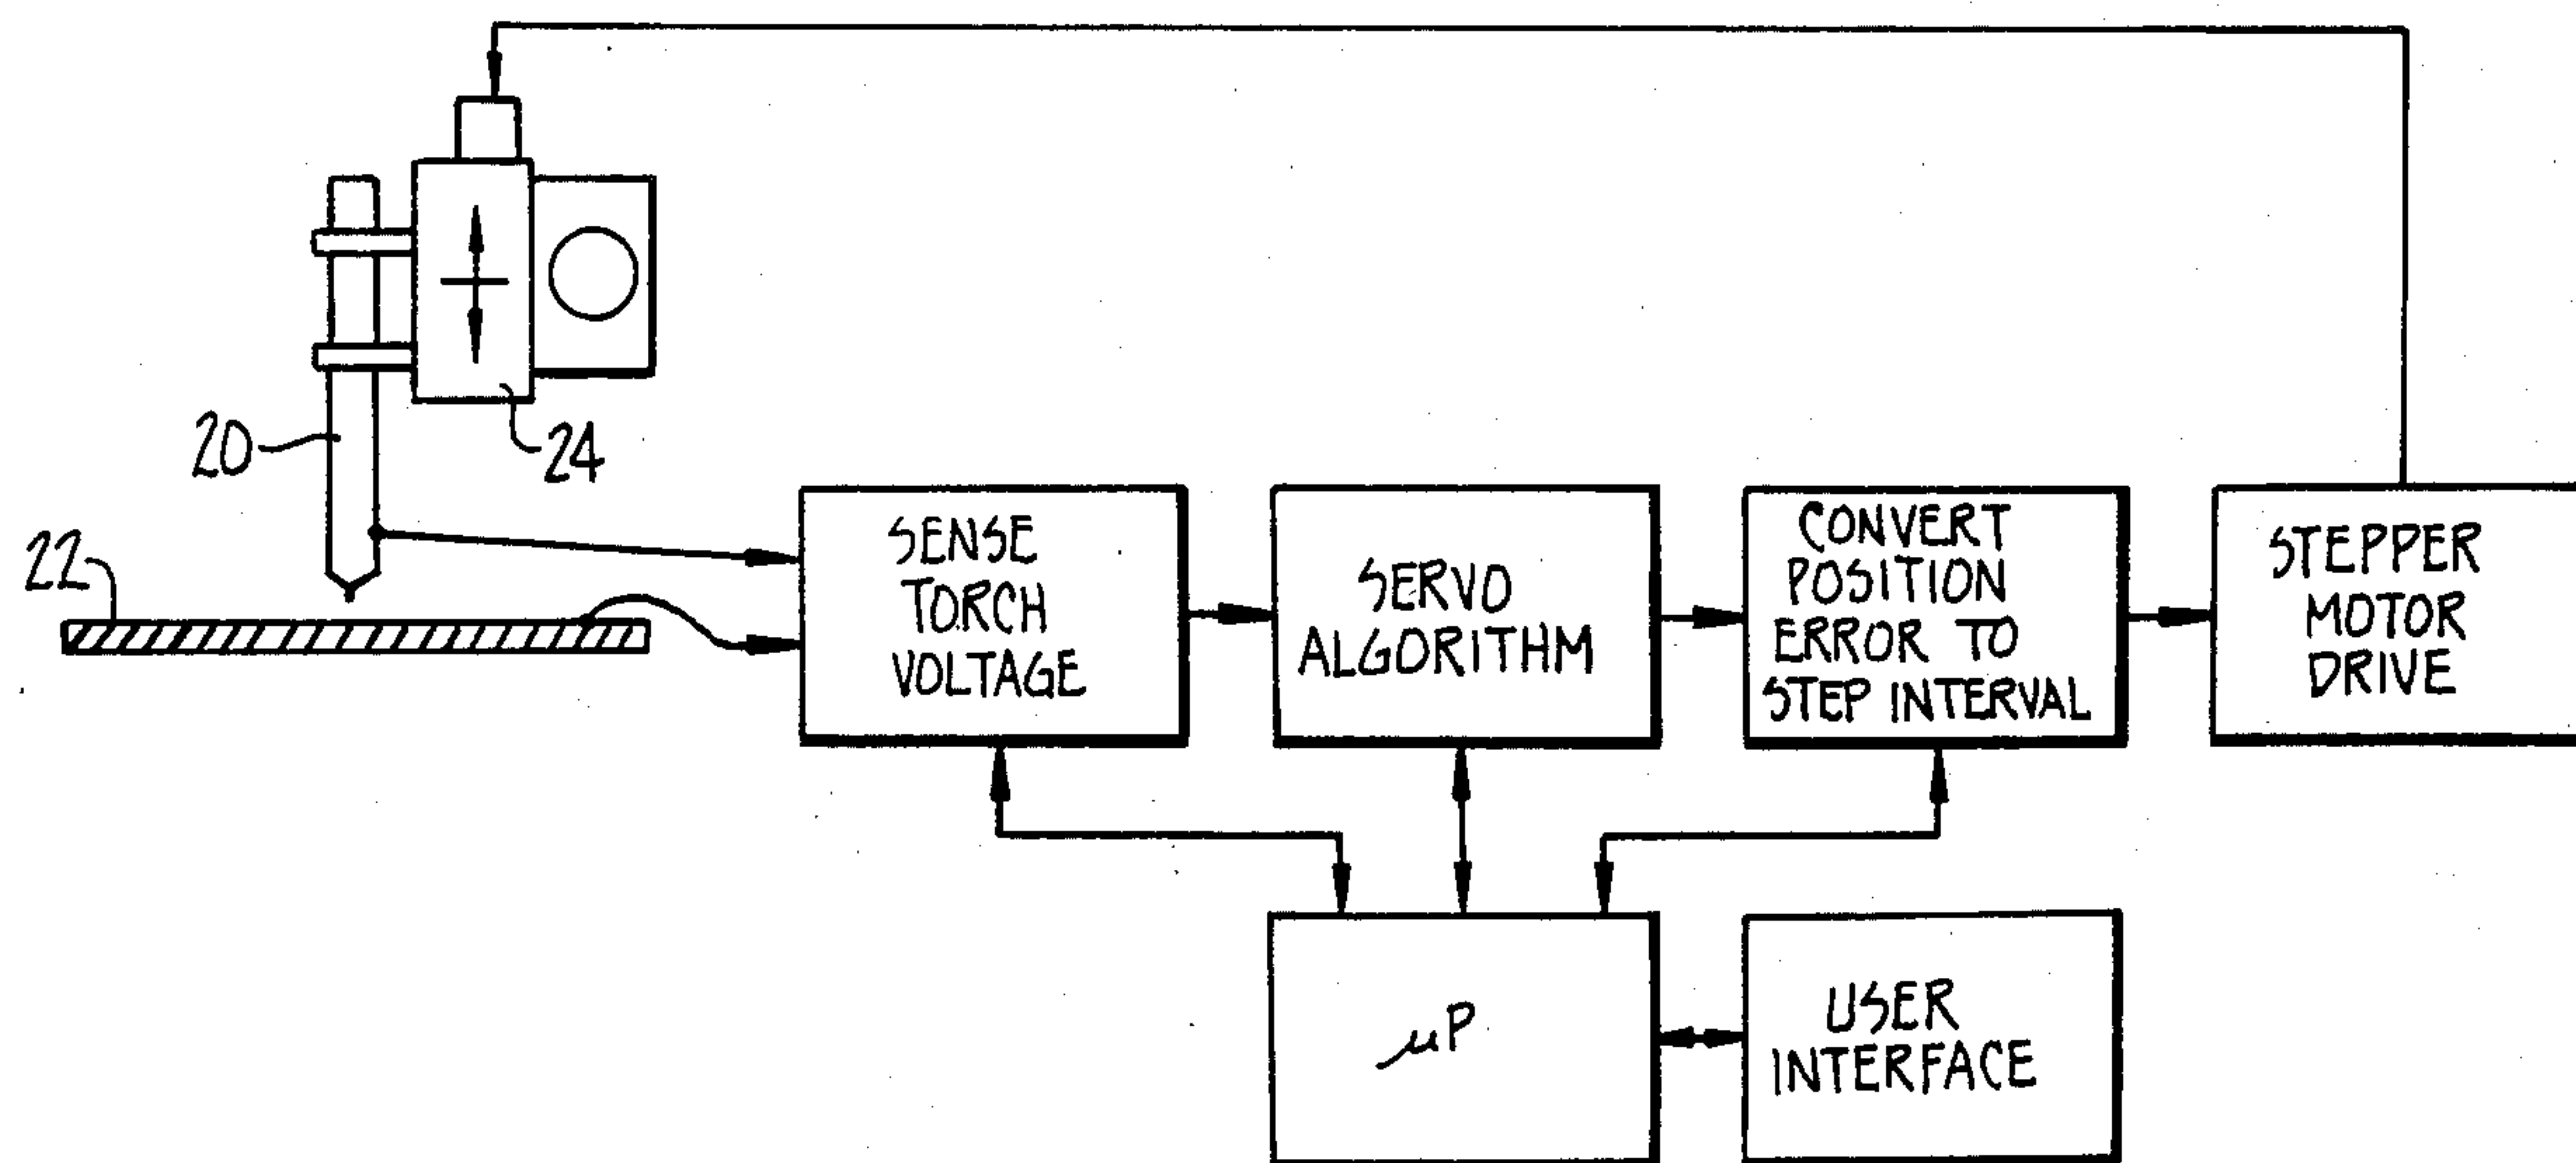 20
24
22
SENSE
TORCH
VOLTAGE
SERVO
ALGORITHM
CONVERT
POSITION
ERROR TO
STEP INTERVAL
STEPPER
MOTOR
DRIVE
μP
USER
INTERFACE